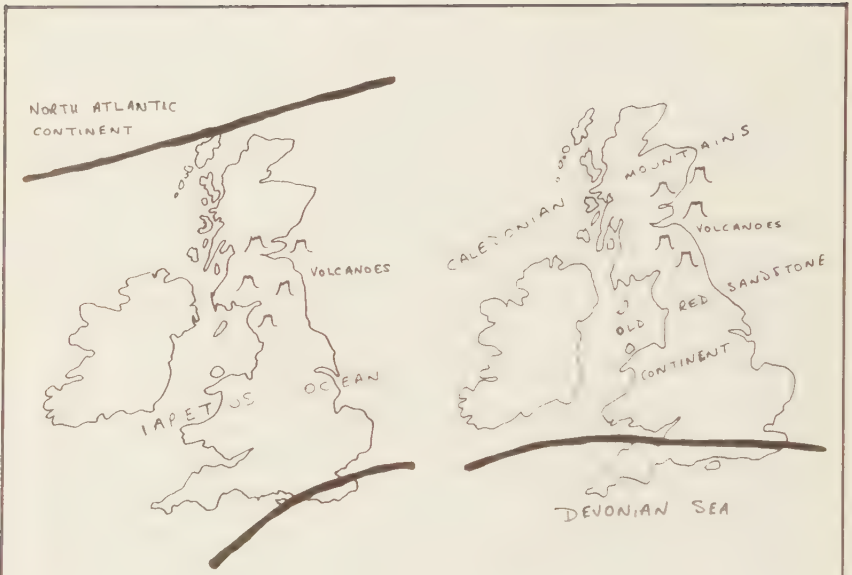 NORTH ATLANTIC
CONTINENT
VOLCANOES
IAPETUS OCEAN
CALEDONIAN MOUNTAINS
VOLCANOES
OLD RED SANDSTONE
CONTINENT
DEVONIAN SEA